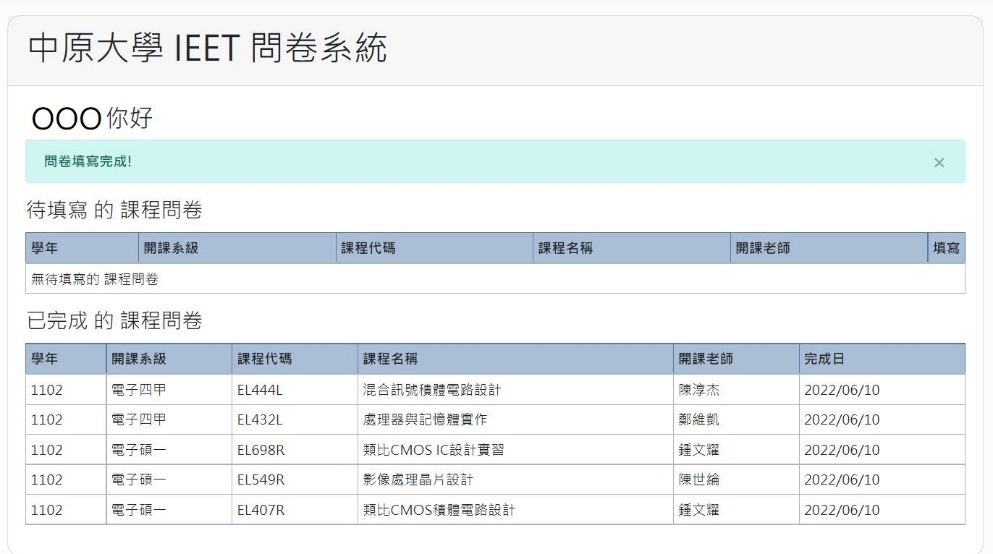 中原大學 IEET 問卷系統
OOO你好
問卷填寫完成!
×
待填寫 的 課程問卷
學年 開課系級 課程代碼 課程名稱 開課老師 填寫
無待填寫的 課程問卷
已完成 的 課程問卷
學年 開課系級 課程代碼 課程名稱 開課老師 完成日
1102 電子四甲 EL444L 混合訊號積體電路設計 陳淳杰 2022/06/10
1102 電子四甲 EL432L 處理器與記憶體實作 鄭維凱 2022/06/10
1102 電子碩一 EL698R 類比CMOS IC設計實習 鍾文耀 2022/06/10
1102 電子碩一 EL549R 影像處理晶片設計 陳世綸 2022/06/10
1102 電子碩一 EL407R 類比CMOS積體電路設計 鍾文耀 2022/06/10